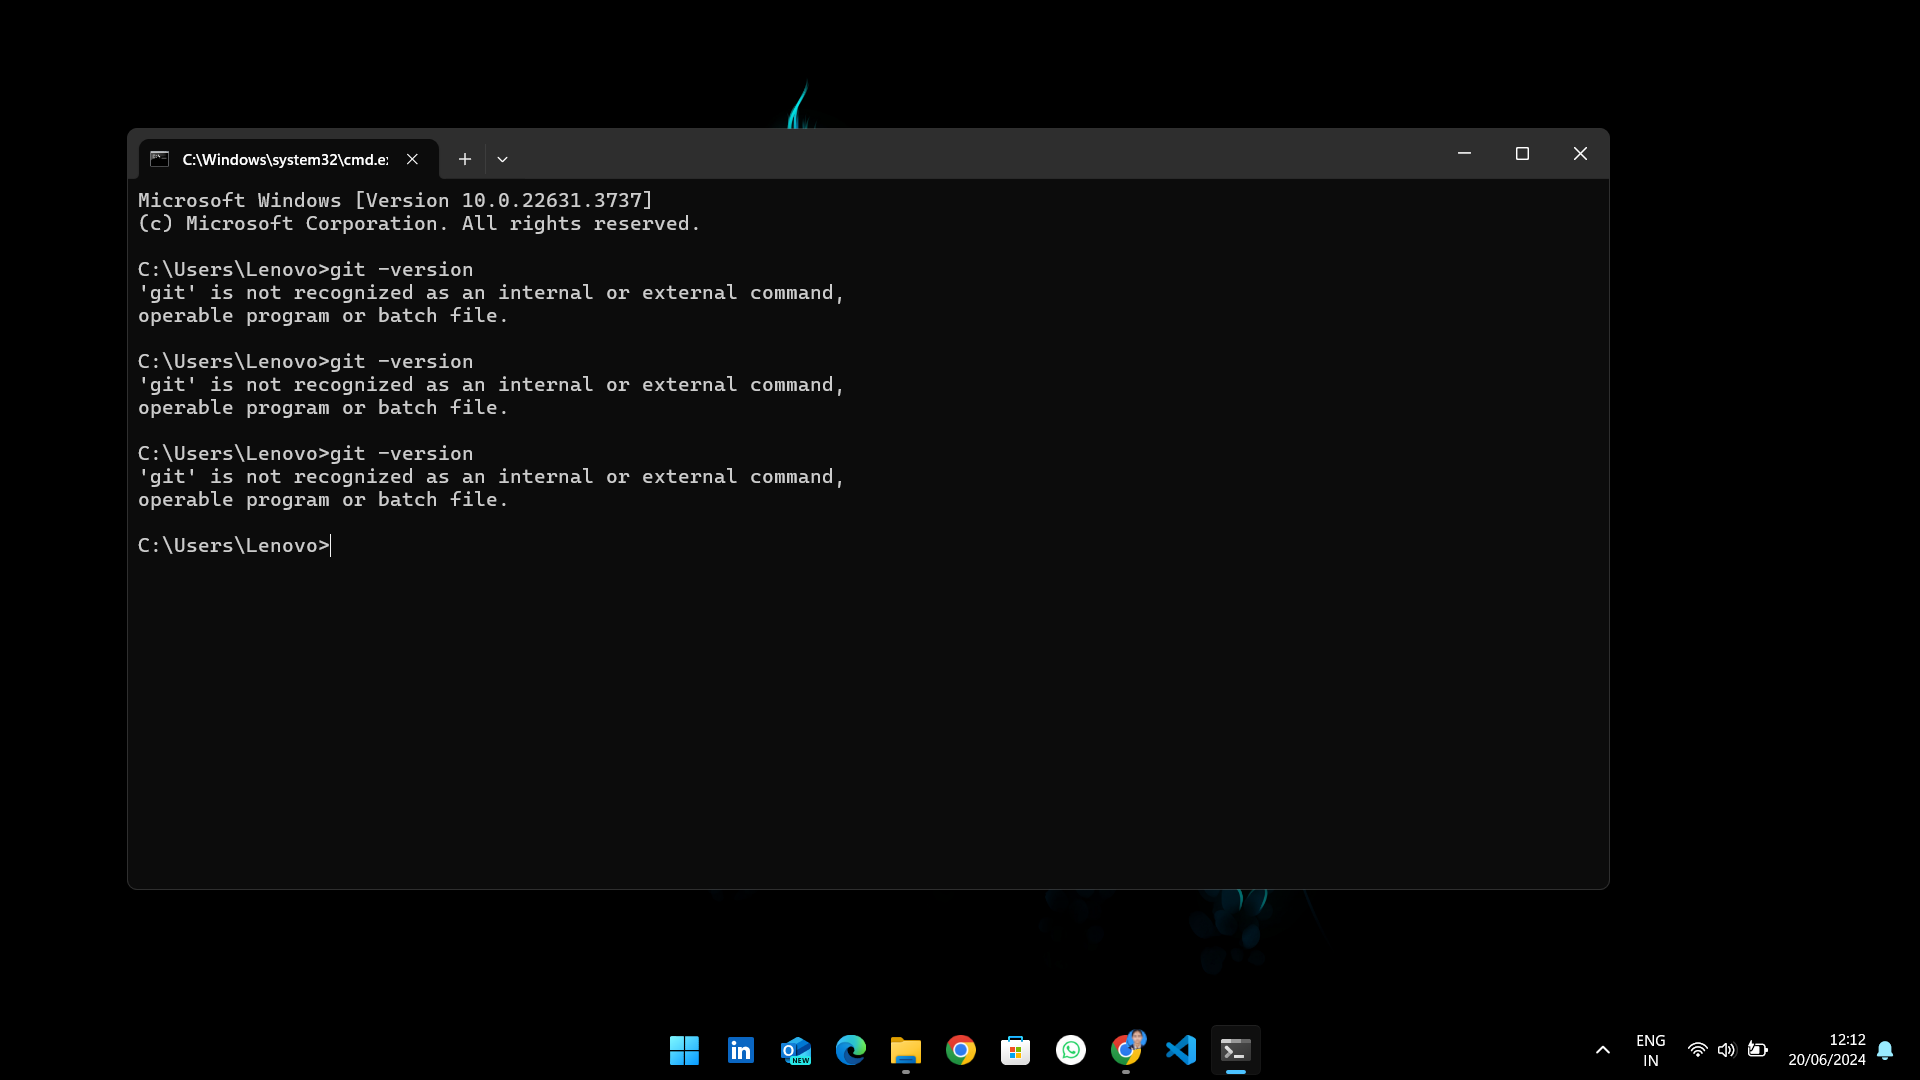 C:\Windows\system32\cmd.e
Microsoft Windows [Version 10.0.22631.3737]
(c) Microsoft Corporation. All rights reserved.
C:\Users\Lenovo>git -version
'git' is not recognized as an internal or external command,
operable program or batch file.
C:\Users\Lenovo>git -version
'git' is not recognized as an internal or external command,
operable program or batch file.
C:\Users\Lenovo>git -version
'git' is not recognized as an internal or external command,
operable program or batch file.
C:\Users\Lenovo>
in
O
NEW
ENG
IN
12:12
20/06/2024